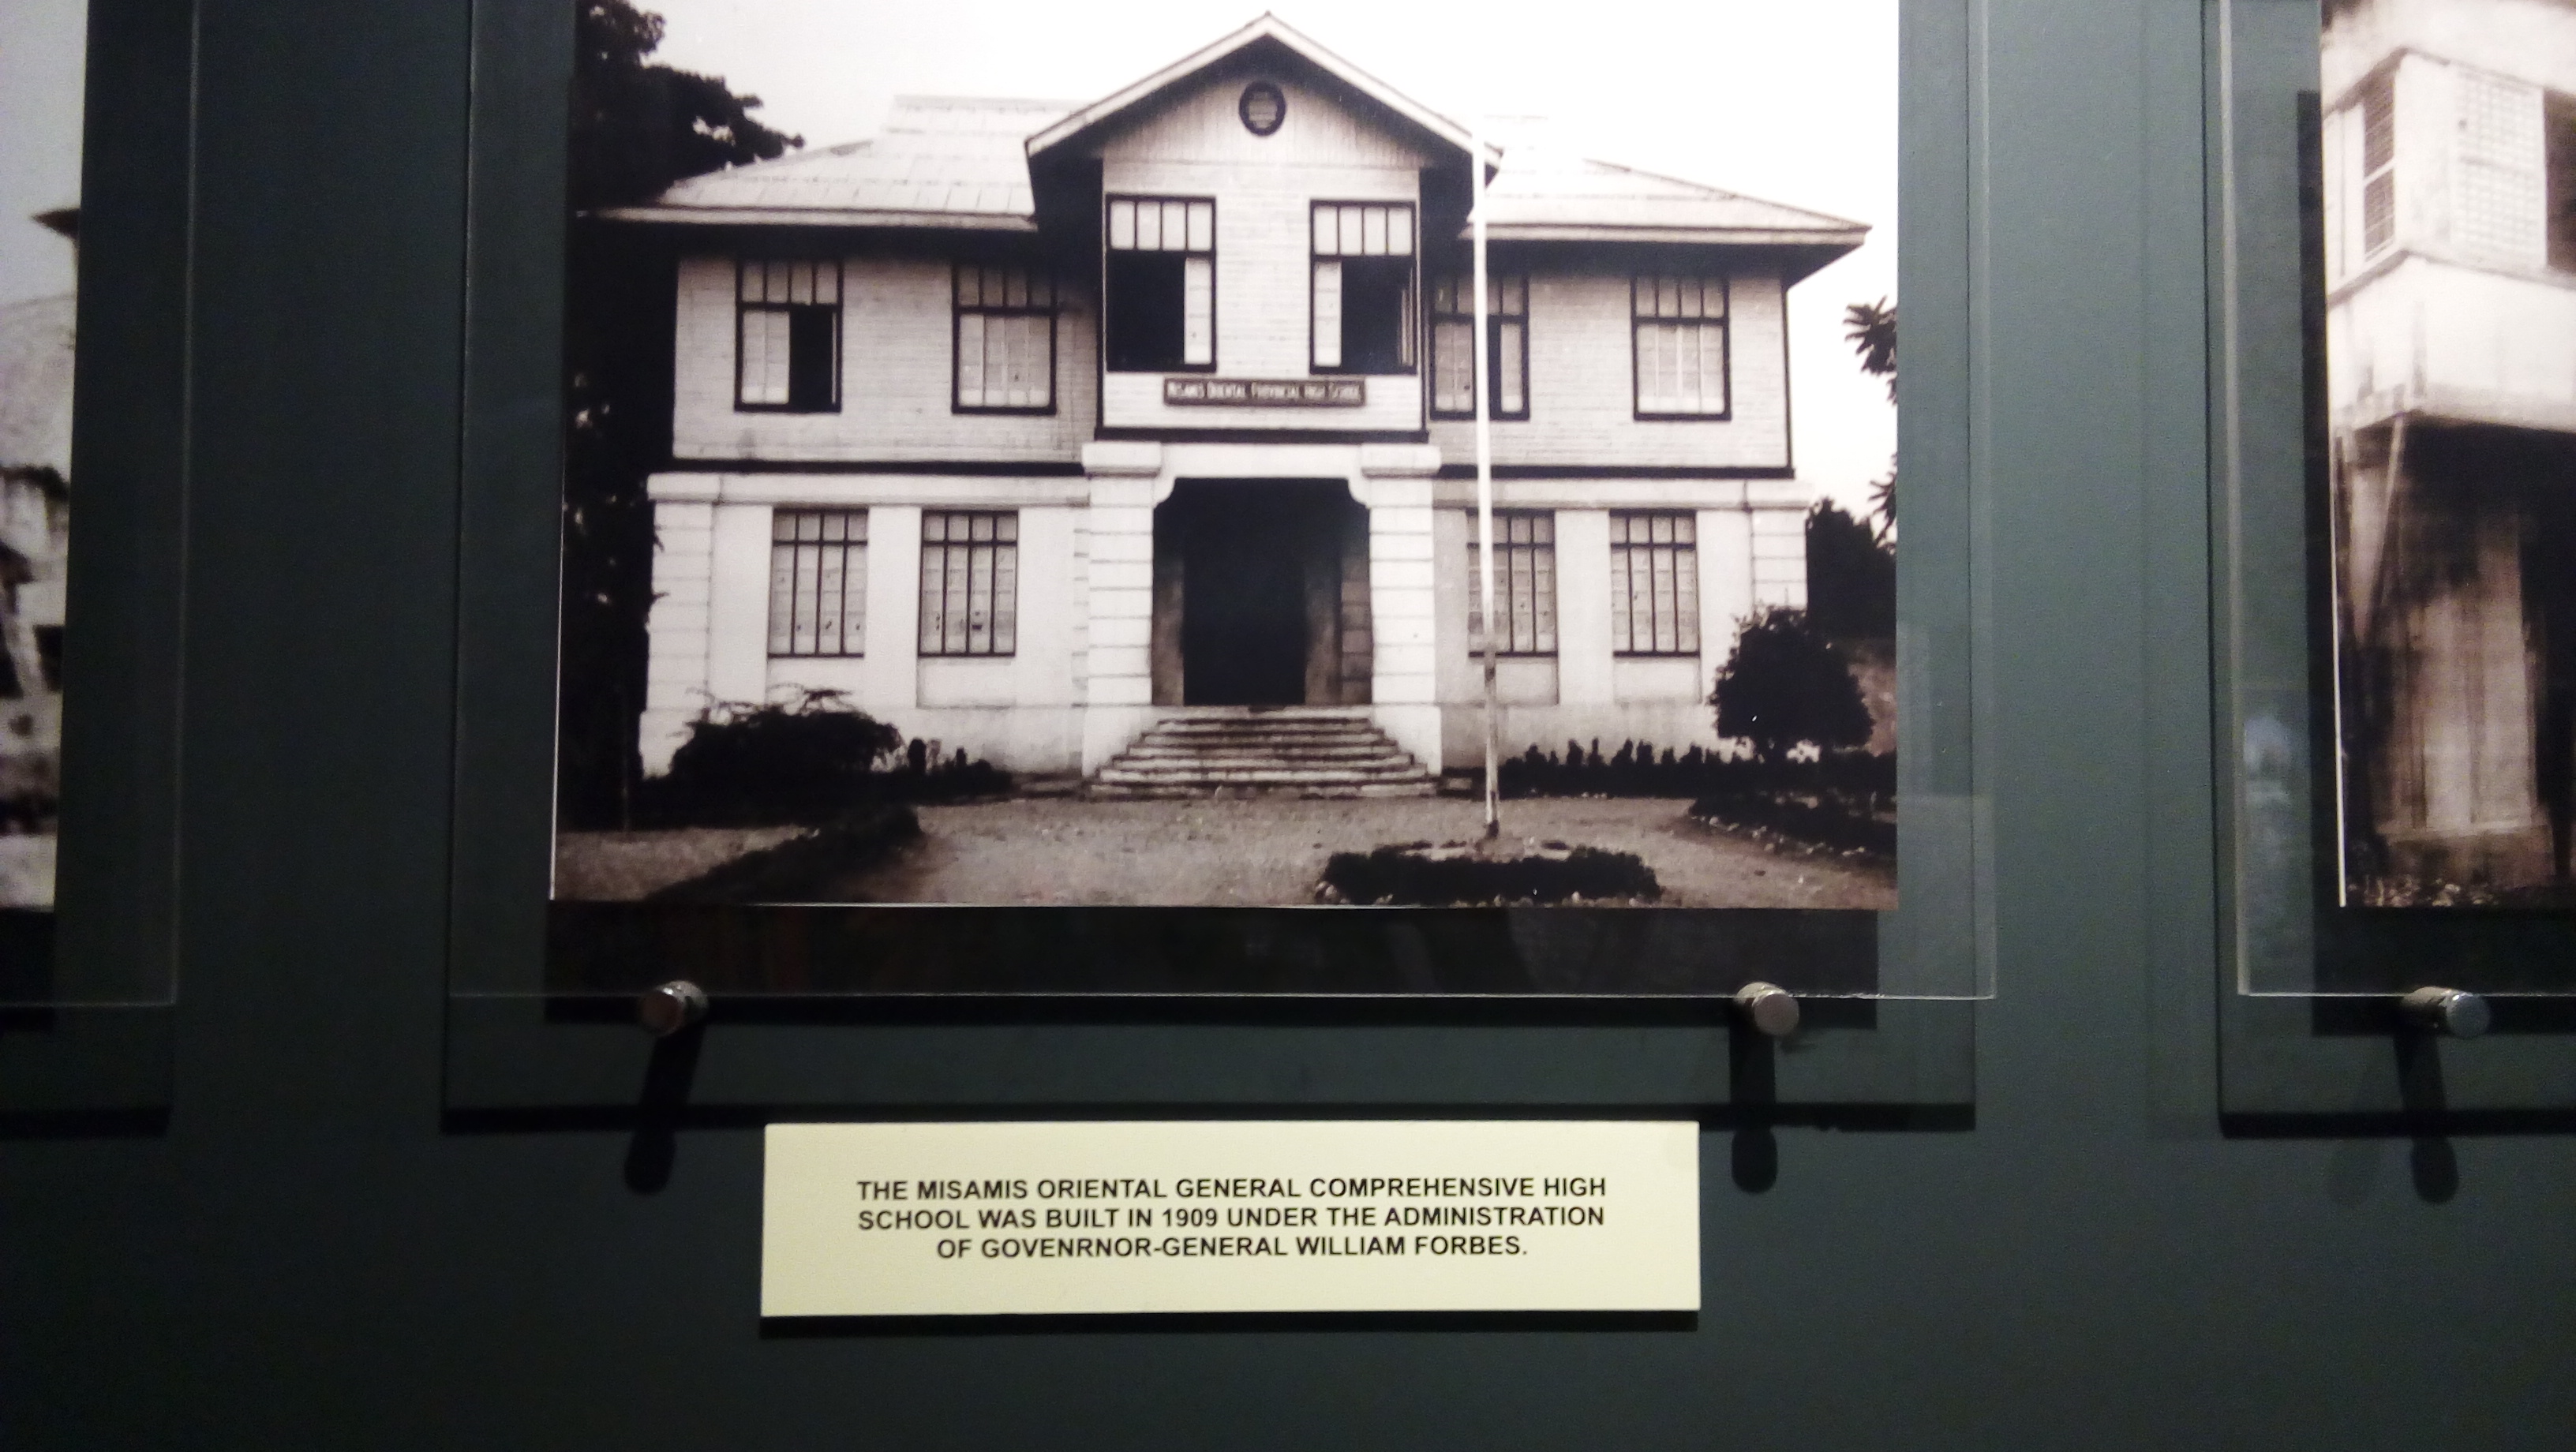 MISAMIS ORIENTAL PROVINCIAL HIGH SCHOOL
THE MISAMIS ORIENTAL GENERAL COMPREHENSIVE HIGH
SCHOOL WAS BUILT IN 1909 UNDER THE ADMINISTRATION
OF GOVENRNOR-GENERAL WILLIAM FORBES.